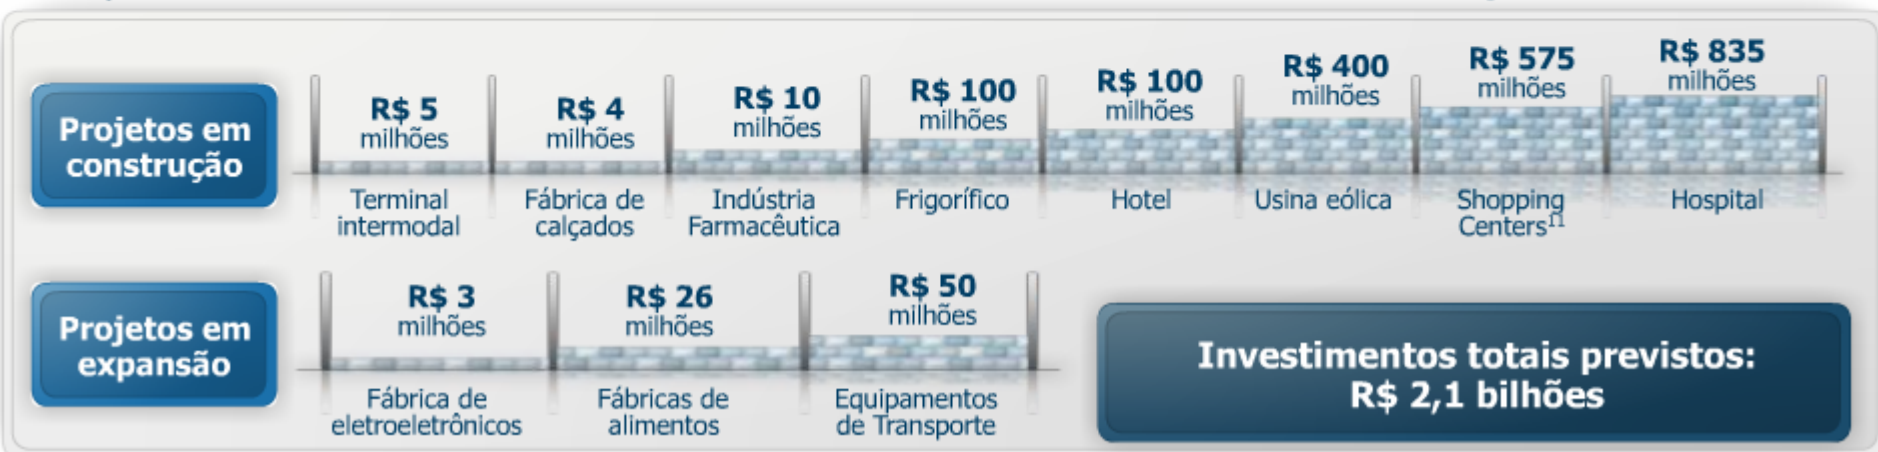 Projetos em
construção
R$ 5
milhões
R$ 4
milhões
R$ 10
milhões
R$ 100
milhões
R$ 100
milhões
R$ 400
milhões
R$ 575
milhões
R$ 835
milhões
Terminal
intermodal
Fábrica de
calçados
Indústria
Farmacêutica
Frigorífico
Hotel
Usina eólica
Shopping
Centers¹¹
Hospital
Projetos em
expansão
R$ 3
milhões
R$ 26
milhões
R$ 50
milhões
Fábrica de
eletroeletrônicos
Fábricas de
alimentos
Equipamentos
de Transporte
Investimentos totais previstos:
R$ 2,1 bilhões